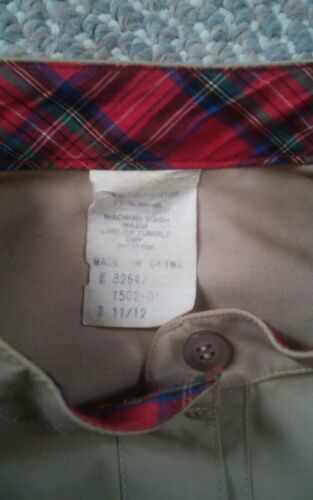 MACHINE WASH
WARM
LINE OR TUMBLE
DRY
MADE IN CHINA
E 82647
1502-01
D 11/12